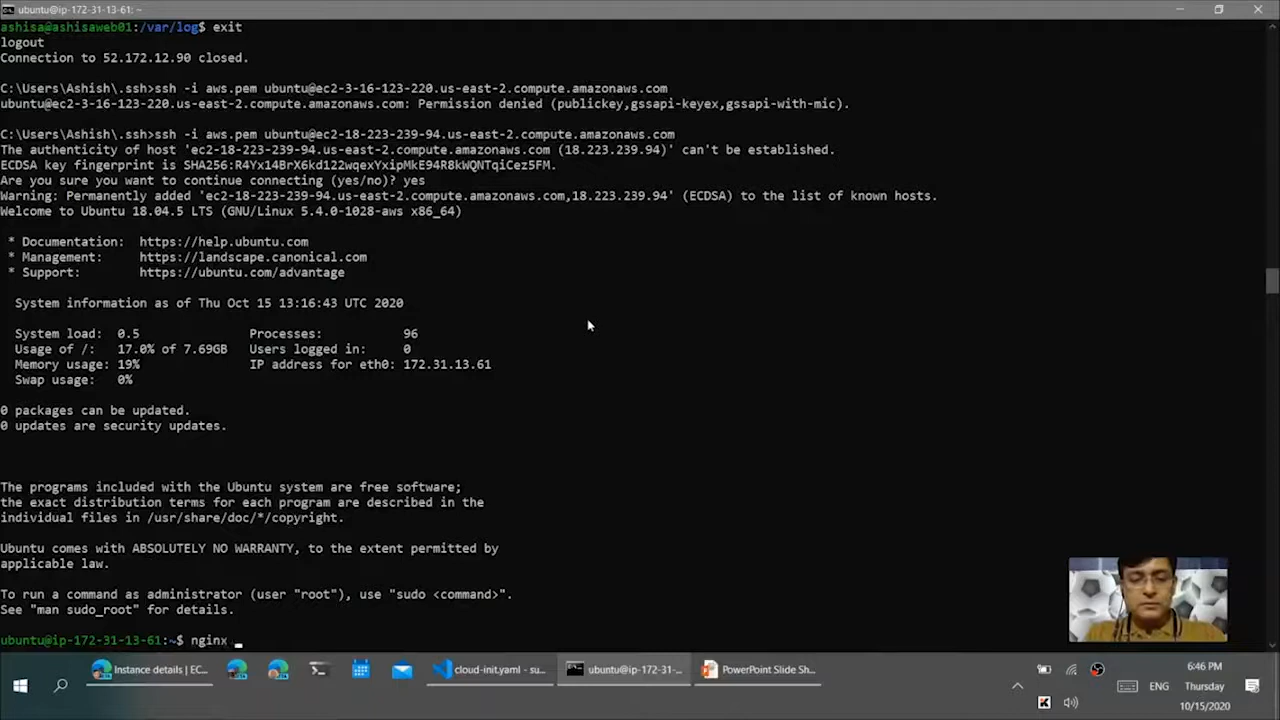 ubuntu@ip-172-31-13-61: ~
ashisa@ashisaweb01:/var/log$ exit
logout
Connection to 52.172.12.90 closed.
C:\Users\Ashish\.ssh>ssh -i aws.pem ubuntu@ec2-3-16-123-220.us-east-2.compute.amazonaws.com
ubuntu@ec2-3-16-123-220.us-east-2.compute.amazonaws.com: Permission denied (publickey,gssapi-keyex,gssapi-with-mic).
C:\Users\Ashish\.ssh>ssh -i aws.pem ubuntu@ec2-18-223-239-94.us-east-2.compute.amazonaws.com
The authenticity of host 'ec2-18-223-239-94.us-east-2.compute.amazonaws.com (18.223.239.94)' can't be established.
ECDSA key fingerprint is SHA256:R4Yx14BrX6kd122wqexYxipMkE94R8kWQNTqiCez5FM.
Are you sure you want to continue connecting (yes/no)? yes
Warning: Permanently added 'ec2-18-223-239-94.us-east-2.compute.amazonaws.com,18.223.239.94' (ECDSA) to the list of known hosts.
Welcome to Ubuntu 18.04.5 LTS (GNU/Linux 5.4.0-1028-aws x86_64)
* Documentation: https://help.ubuntu.com
* Management: https://landscape.canonical.com
* Support: https://ubuntu.com/advantage
System information as of Thu Oct 15 13:16:43 UTC 2020
System load: 0.5 Processes: 96
Usage of /: 17.0% of 7.69GB Users logged in: 0
Memory usage: 19% IP address for eth0: 172.31.13.61
Swap usage: 0%
0 packages can be updated.
0 updates are security updates.
The programs included with the Ubuntu system are free software;
the exact distribution terms for each program are described in the
individual files in /usr/share/doc/*/copyright.
Ubuntu comes with ABSOLUTELY NO WARRANTY, to the extent permitted by
applicable law.
To run a command as administrator (user "root"), use "sudo <command>".
See "man sudo_root" for details.
ubuntu@ip-172-31-13-61:~$ nginx _
Instance details | EC... cloud-init.yaml - su... ubuntu@ip-172-31-... PowerPoint Slide Sh...
ENG
6:46 PM
Thursday
10/15/2020